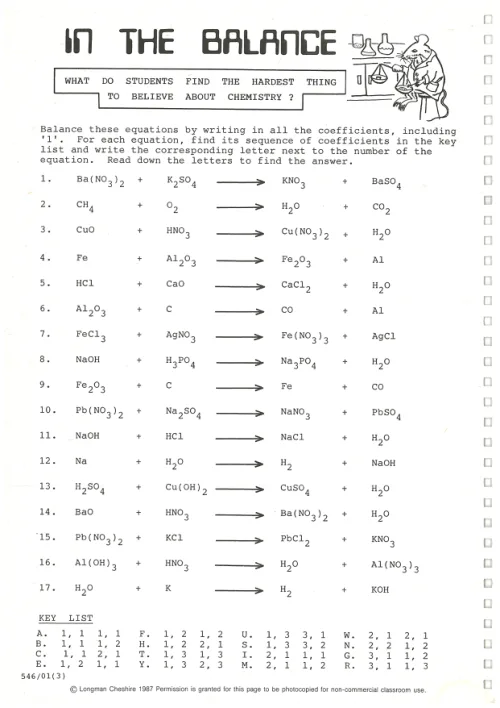 IN THE BALANCE
WHAT DO STUDENTS FIND THE HARDEST THING
TO BELIEVE ABOUT CHEMISTRY ?
Balance these equations by writing in all the coefficients, including
'1'. For each equation, find its sequence of coefficients in the key
list and write the corresponding letter next to the number of the
equation. Read down the letters to find the answer.
1. Ba(NO3)2 + K2SO4 → KNO3 + BaSO4
2. CH4 + O2 → H2O + CO2
3. CuO + HNO3 → Cu(NO3)2 + H2O
4. Fe + Al2O3 → Fe2O3 + Al
5. HCl + CaO → CaCl2 + H2O
6. Al2O3 + C → CO + Al
7. FeCl3 + AgNO3 → Fe(NO3)3 + AgCl
8. NaOH + H3PO4 → Na3PO4 + H2O
9. Fe2O3 + C → Fe + CO
10. Pb(NO3)2 + Na2SO4 → NaNO3 + PbSO4
11. NaOH + HCl → NaCl + H2O
12. Na + H2O → H2 + NaOH
13. H2SO4 + Cu(OH)2 → CuSO4 + H2O
14. BaO + HNO3 → Ba(NO3)2 + H2O
15. Pb(NO3)2 + KCl → PbCl2 + KNO3
16. Al(OH)3 + HNO3 → H2O + Al(NO3)3
17. H2O + K → H2 + KOH
KEY LIST
A. 1, 1 1, 1 F. 1, 2 1, 2 U. 1, 3 3, 1 W. 2, 1 2, 1
B. 1, 1 1, 2 H. 1, 2 2, 1 S. 1, 3 3, 2 N. 2, 2 1, 2
C. 1, 1 2, 1 T. 1, 3 1, 3 I. 2, 1 1, 1 G. 3, 1 1, 2
E. 1, 2 1, 1 Y. 1, 3 2, 3 M. 2, 1 1, 2 R. 3, 1 1, 3
546/01(3)
© Longman Cheshire 1987 Permission is granted for this page to be photocopied for non-commercial classroom use.